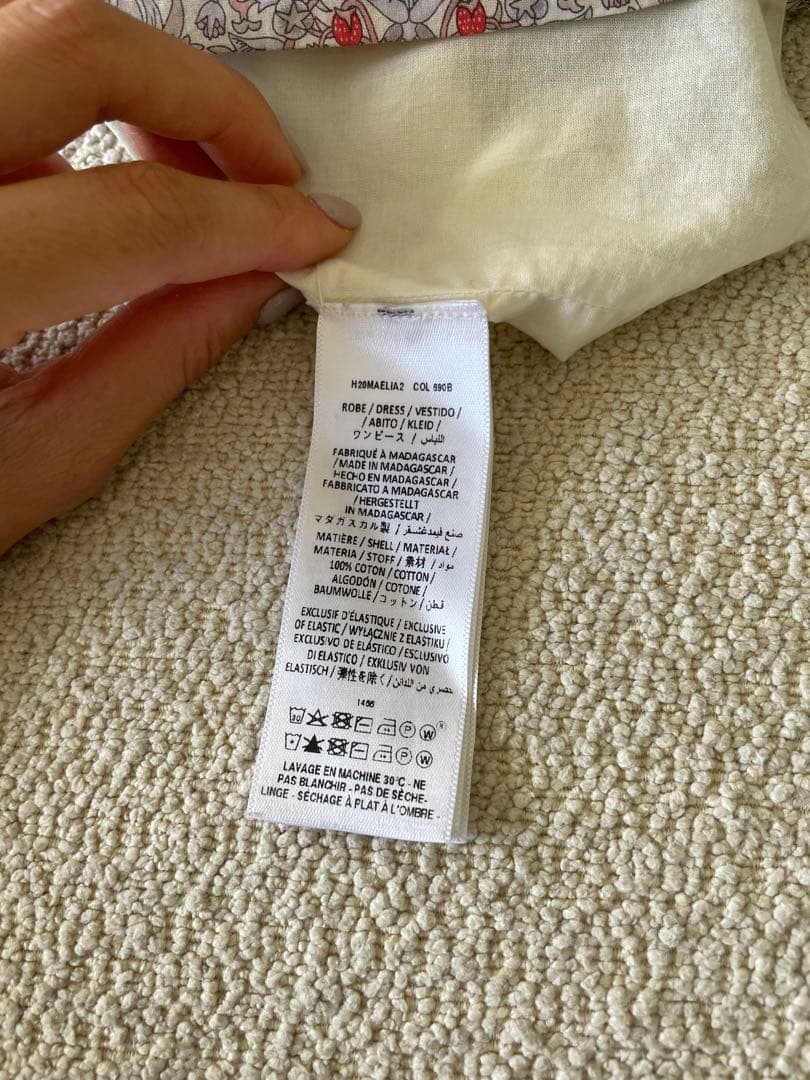 H20MAELIA2 COL 690B
ROBE / DRESS / VESTIDO /
/ ABITO / KLEID /
ワンピース / اللباس
FABRIQUÉ À MADAGASCAR
/ MADE IN MADAGASCAR /
HECHO EN MADAGASCAR /
FABBRICATO A MADAGASCAR
/ HERGESTELLT
IN MADAGASCAR /
マダガスカル製 / صنع فيمدغشقر
MATIÈRE / SHELL / MATERIAL /
MATERIA / STOFF / 素材 / مواد
100% COTON / COTTON /
ALGODÓN / COTONE /
BAUMWOLLE / コットン / قطن
EXCLUSIF D'ÉLASTIQUE / EXCLUSIVE
OF ELASTIC / WYŁĄCZNIE Z ELASTIKU /
EXCLUSIVO DE ELÁSTICO / ESCLUSIVO
DI ELASTICO / EXKLUSIV VON
ELASTISCH / 弾性を除く / حصري من اللدائن
1466
30 P W
P W
LAVAGE EN MACHINE 30°C - NE
PAS BLANCHIR - PAS DE SÈCHE-
LINGE - SÉCHAGE À PLAT À L'OMBRE -